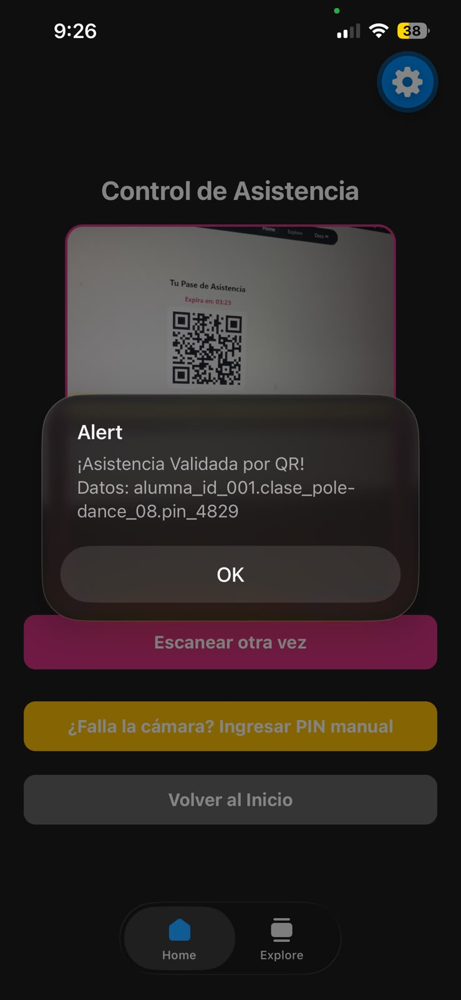 9:26
38
Control de Asistencia
Home Explore Docs
Tu Pase de Asistencia
Expira en: 03:23
Alert
¡Asistencia Validada por QR!
Datos: alumna_id_001.clase_pole-
dance_08.pin_4829
OK
Escanear otra vez
¿Falla la cámara? Ingresar PIN manual
Volver al Inicio
Home
Explore